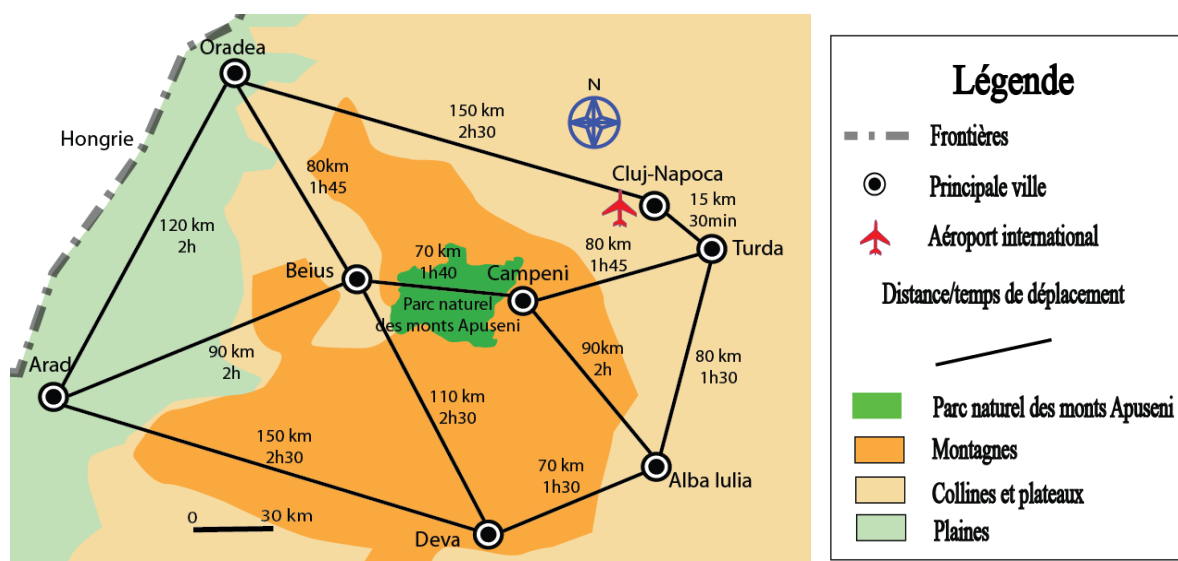 Oradea
Hongrie
150 km
2h30
N
80km
1h45
Cluj-Napoca
15 km
30min
120 km
2h
Turda
80 km
1h45
70 km
1h40
Beius
Campeni
Parc naturel
des monts Apuseni
90 km
2h
Arad
90km
2h
80 km
1h30
110 km
2h30
150 km
2h30
70 km
1h30
Alba Iulia
0 30 km
Deva
Légende
Frontières
Principale ville
Aéroport international
Distance/temps de déplacement
Parc naturel des monts Apuseni
Montagnes
Collines et plateaux
Plaines